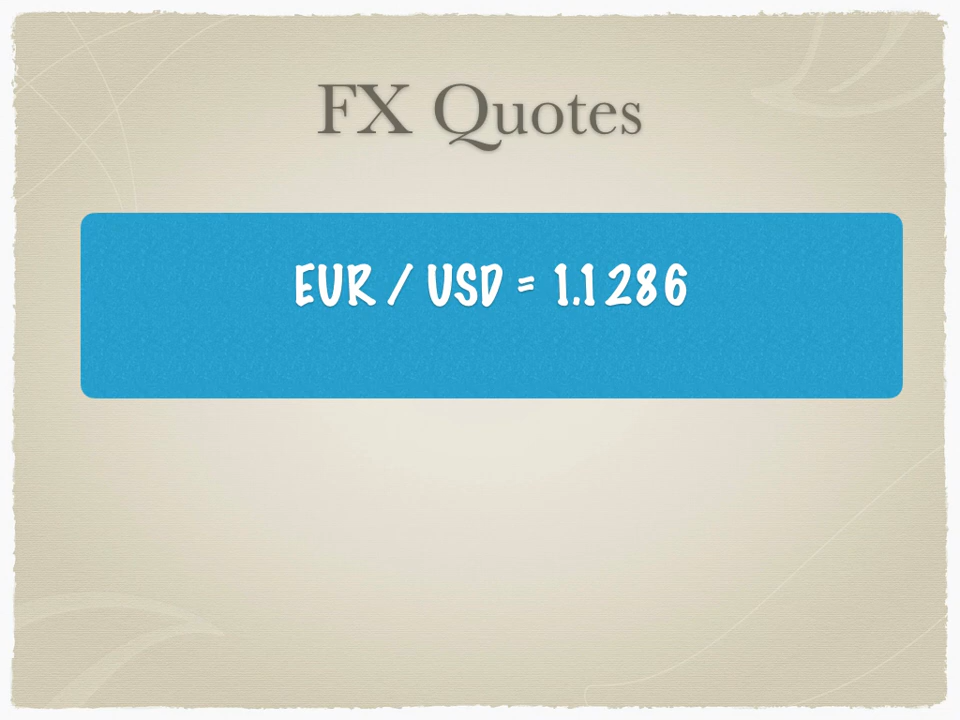 FX Quotes
EUR / USD = 1.1286